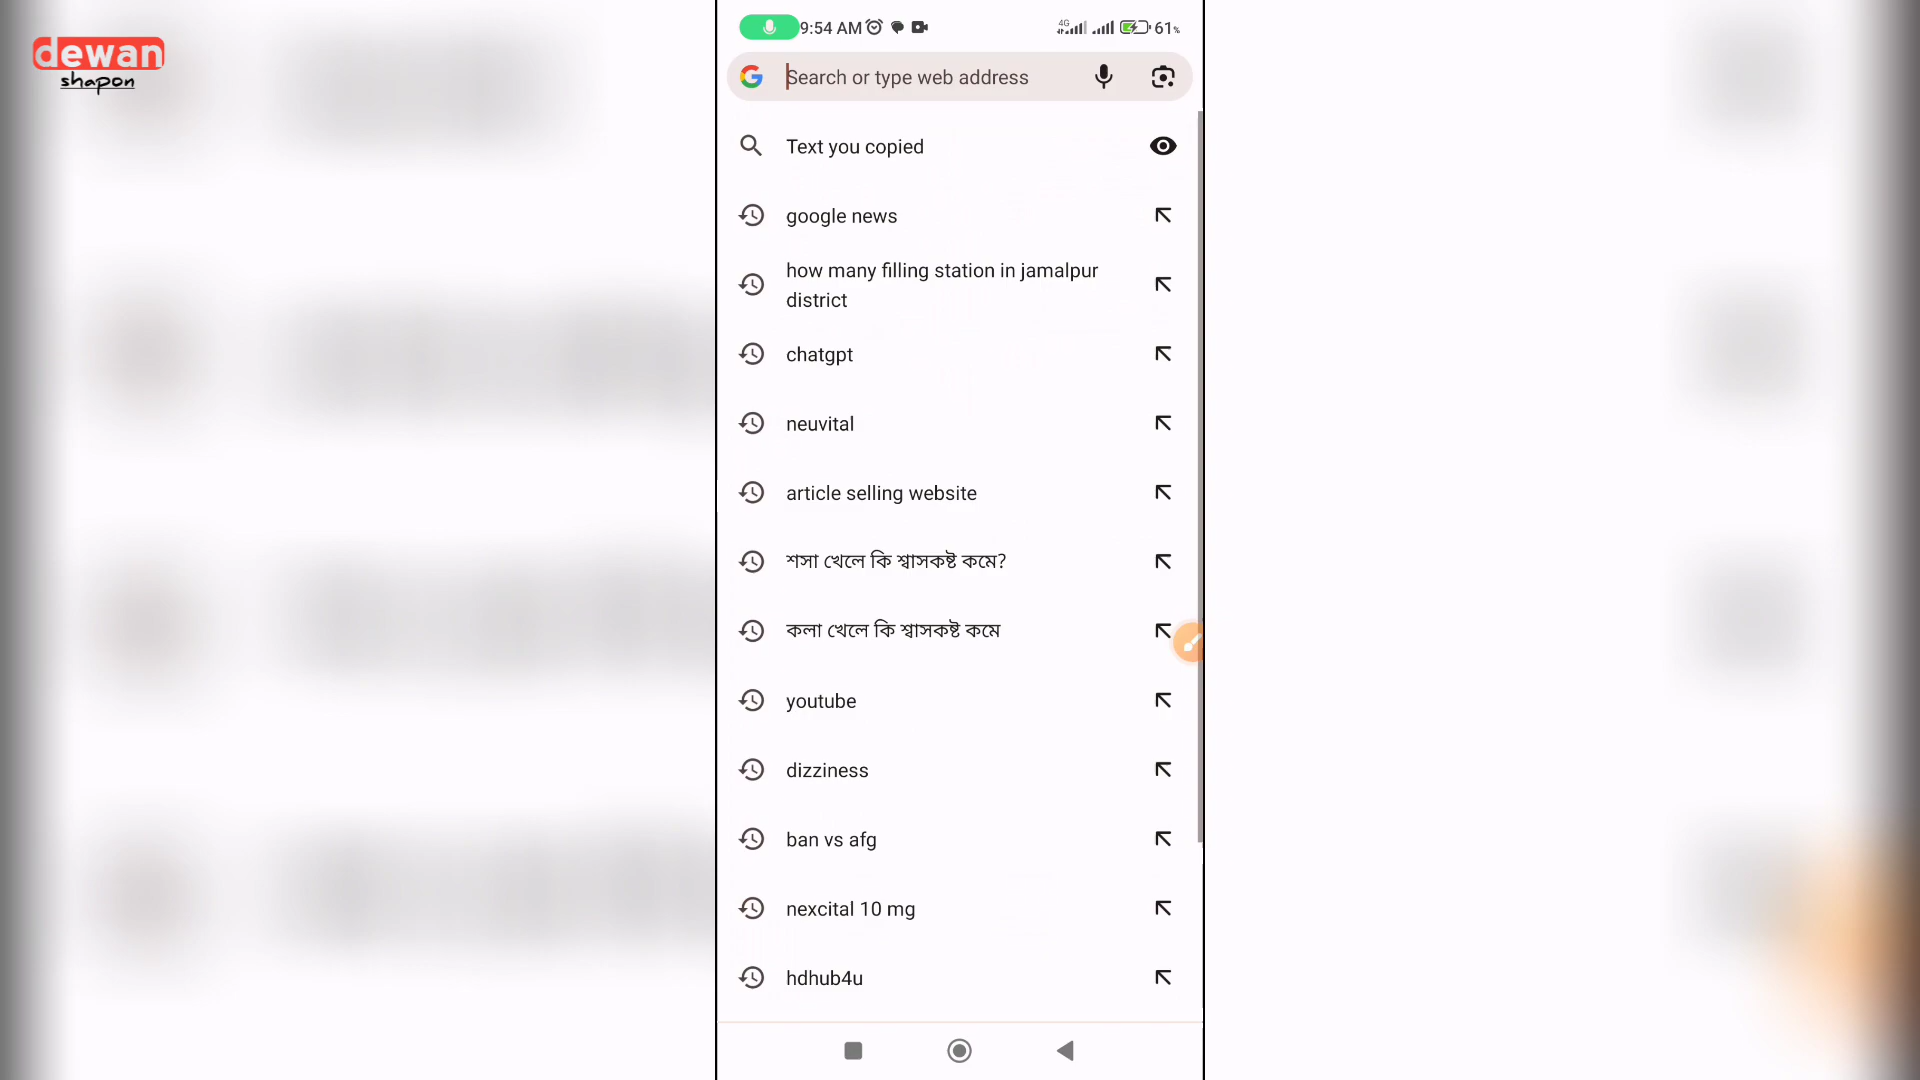 dewan
shapon
9:54 AM
4G
61%
Search or type web address
Text you copied
google news
how many filling station in jamalpur
district
chatgpt
neuvital
article selling website
শসা খেলে কি শ্বাসকষ্ট কমে?
কলা খেলে কি শ্বাসকষ্ট কমে
youtube
dizziness
ban vs afg
nexcital 10 mg
hdhub4u